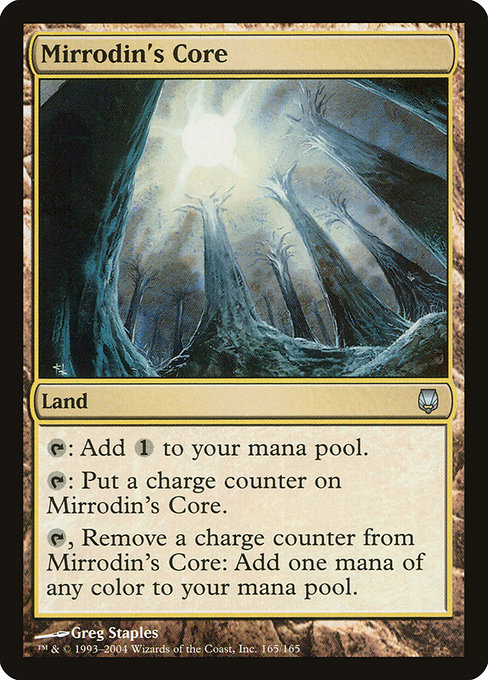 Mirrodin's Core
Land
: Add 1 to your mana pool.
: Put a charge counter on
Mirrodin's Core.
, Remove a charge counter from
Mirrodin's Core: Add one mana of
any color to your mana pool.
Greg Staples
™ & © 1993–2004 Wizards of the Coast, Inc. 165/165